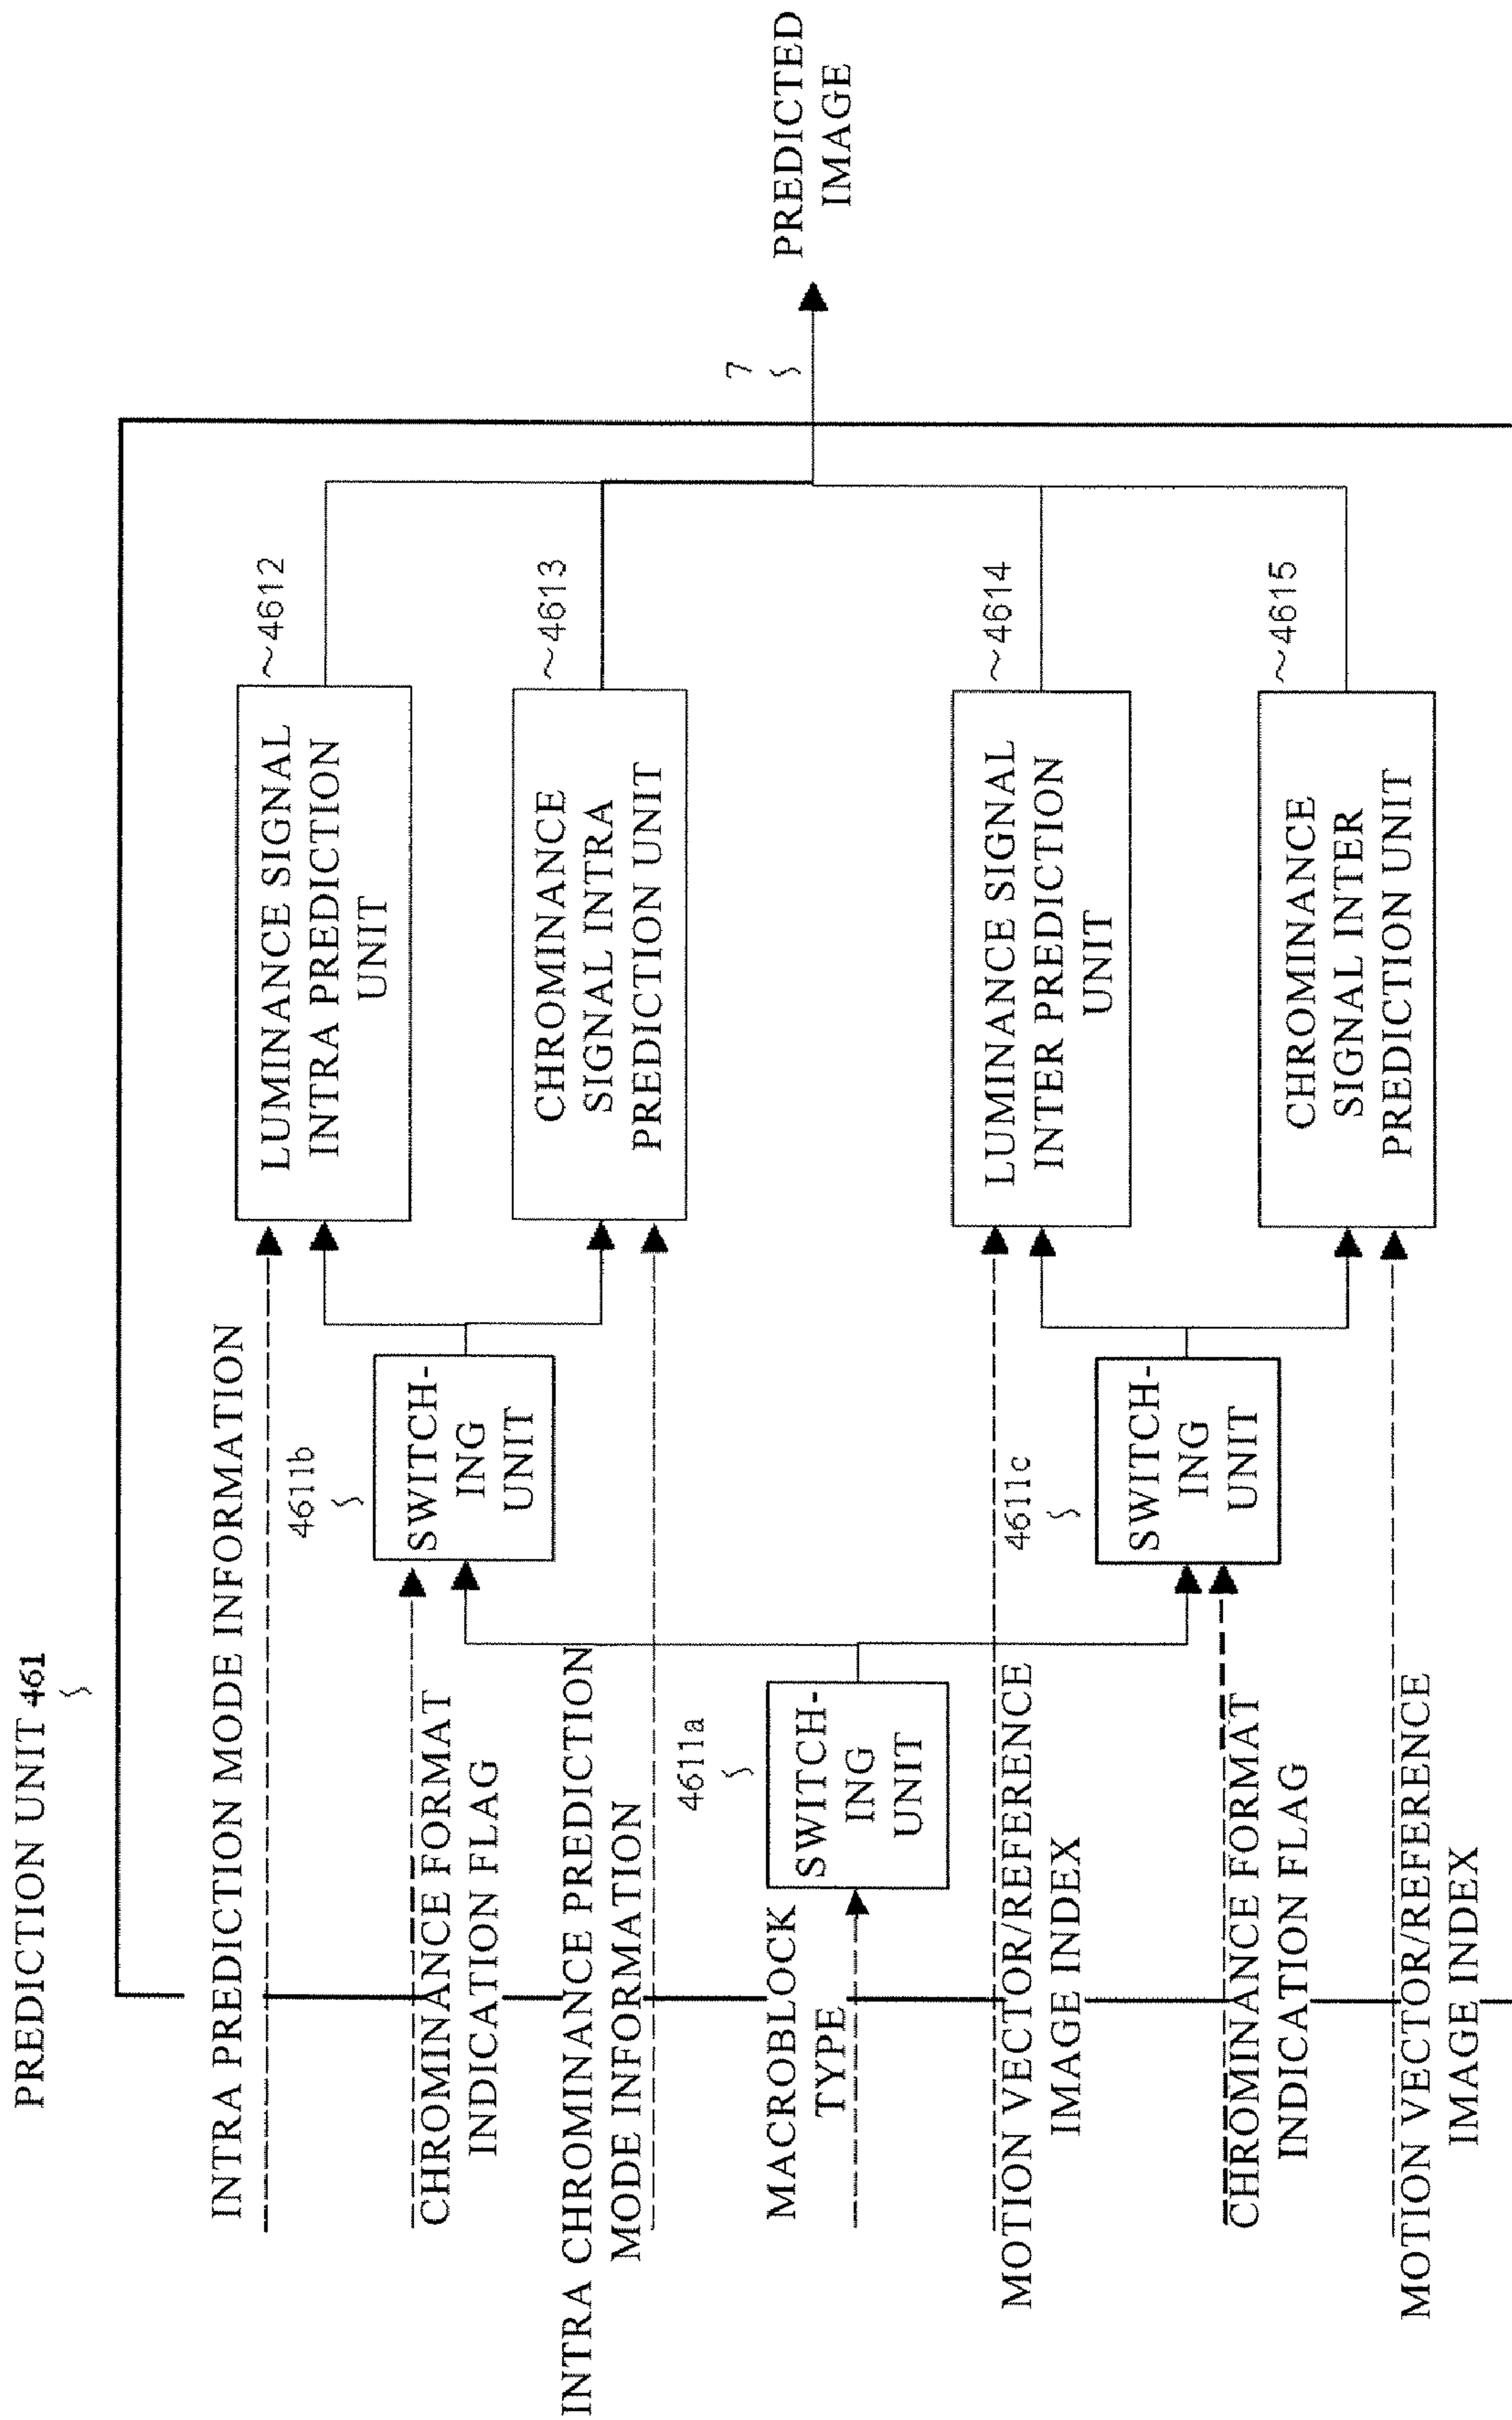 PREDICTION UNIT 461
INTRA PREDICTION MODE INFORMATION
CHROMINANCE FORMAT
INDICATION FLAG
INTRA CHROMINANCE PREDICTION
MODE INFORMATION
MACROBLOCK
TYPE
MOTION VECTOR/REFERENCE
IMAGE INDEX
CHROMINANCE FORMAT
INDICATION FLAG
MOTION VECTOR/REFERENCE
IMAGE INDEX
4611a
SWITCH-
ING
UNIT
4611b
SWITCH-
ING
UNIT
4611c
SWITCH-
ING
UNIT
LUMINANCE SIGNAL
INTRA PREDICTION
UNIT
~4612
CHROMINANCE
SIGNAL INTRA
PREDICTION UNIT
~4613
LUMINANCE SIGNAL
INTER PREDICTION
UNIT
~4614
CHROMINANCE
SIGNAL INTER
PREDICTION UNIT
~4615
7
PREDICTED
IMAGE